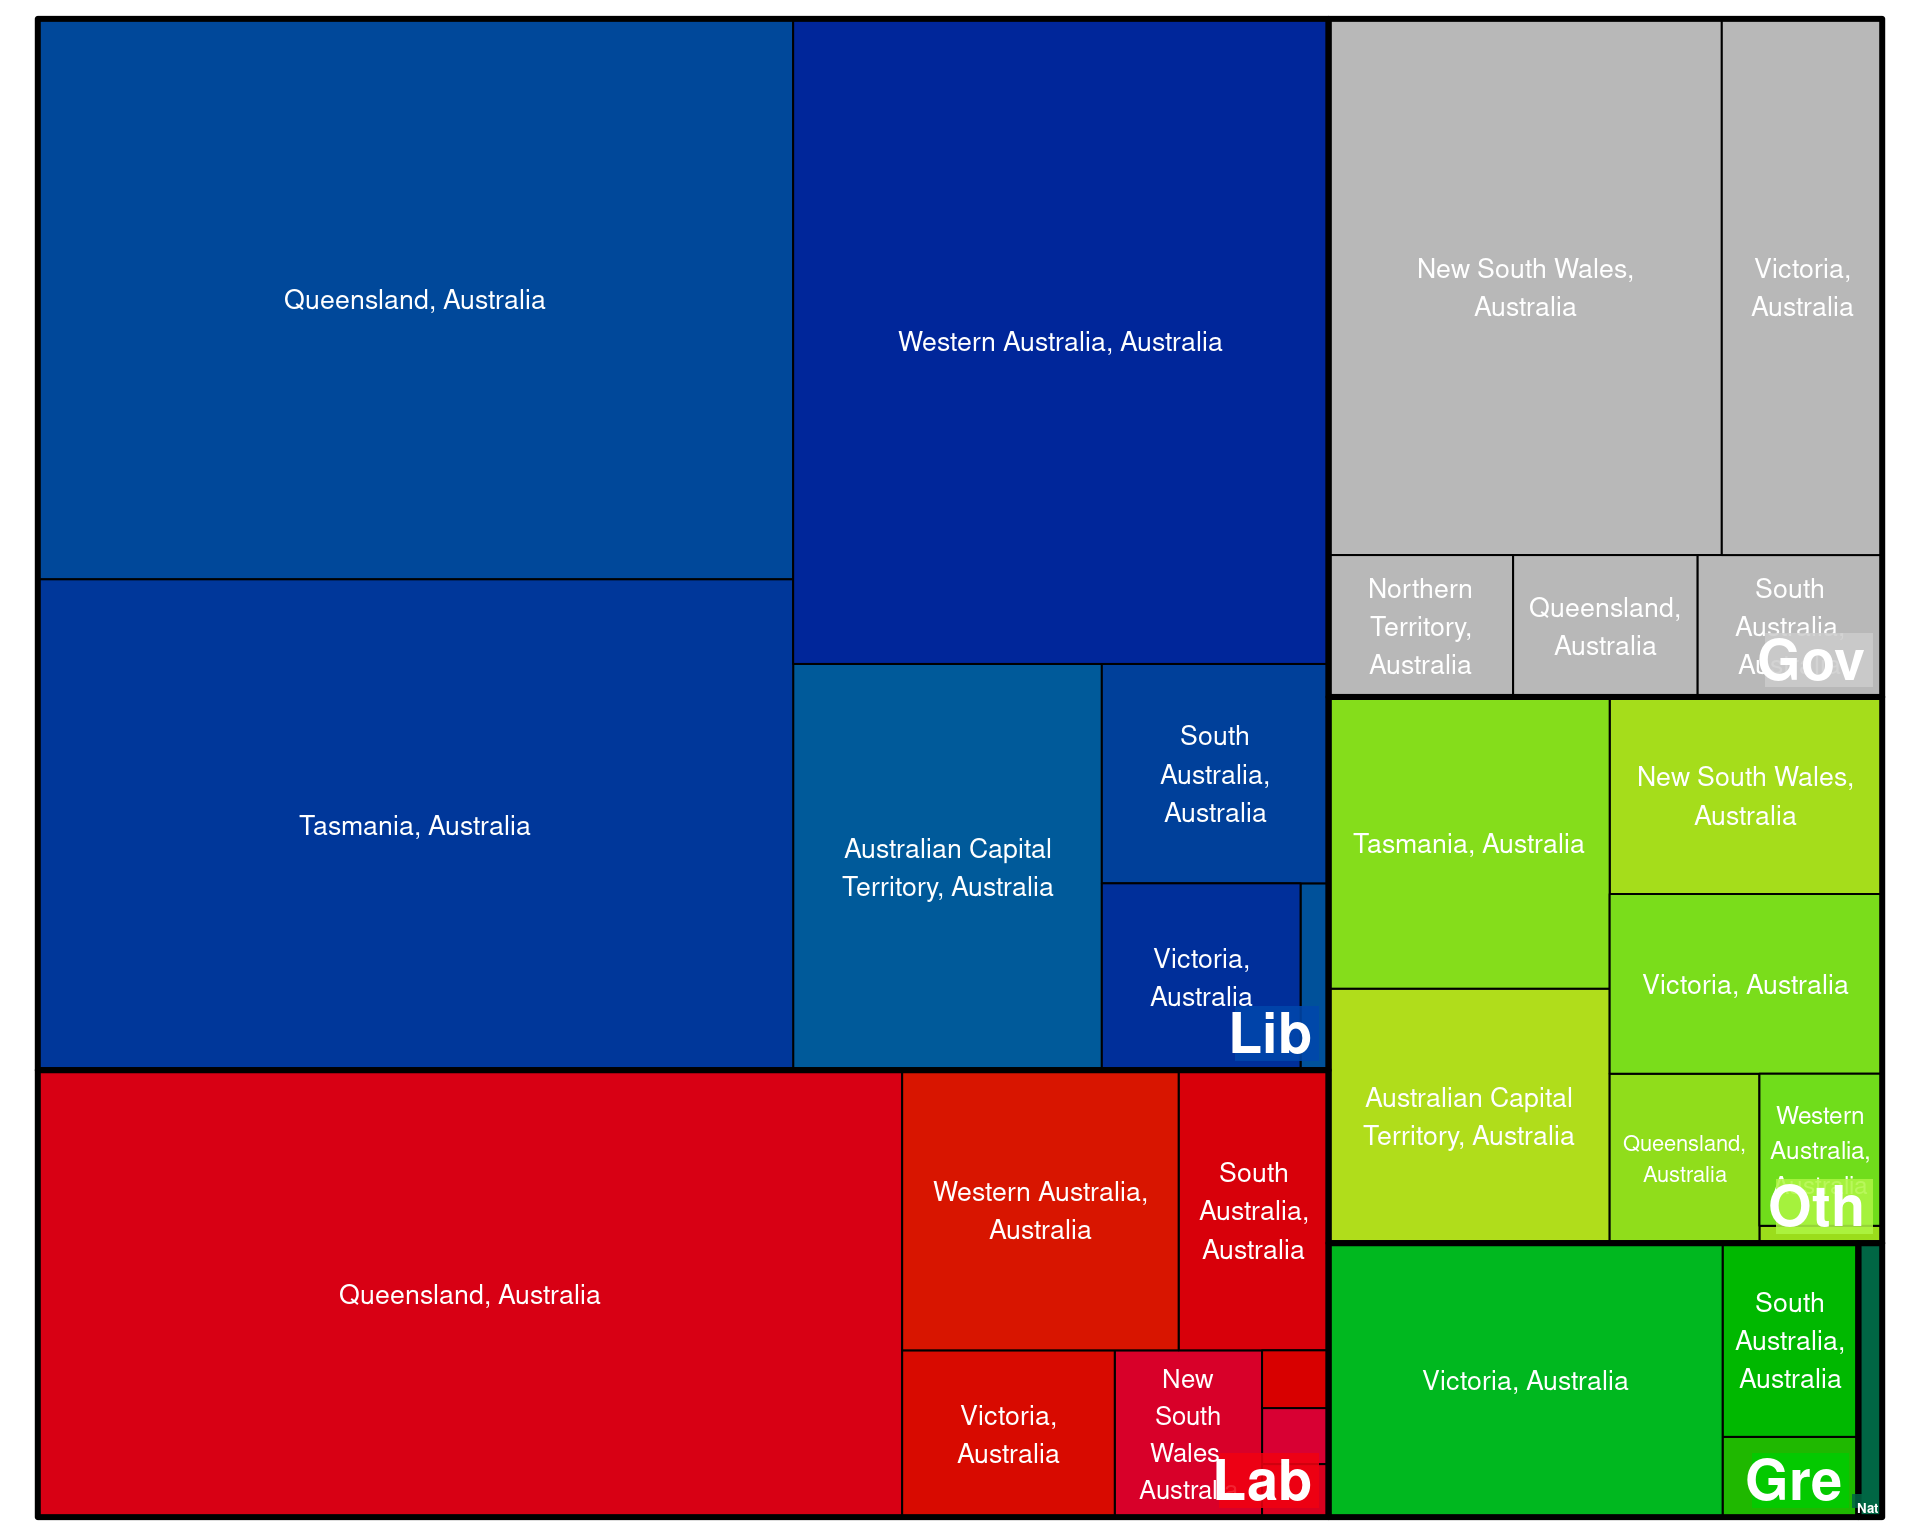 Queensland, Australia
Western Australia, Australia
Tasmania, Australia
Australian Capital
Territory, Australia
South
Australia,
Australia
Victoria,
Australia
Lib
New South Wales,
Australia
Victoria,
Australia
Northern
Territory,
Australia
Queensland,
Australia
South
Australia,
Gov
Tasmania, Australia
New South Wales,
Australia
Victoria, Australia
Australian Capital
Territory, Australia
Queensland,
Australia
Western
Australia,
Australia
Oth
Queensland, Australia
Western Australia,
Australia
South
Australia,
Australia
Victoria,
Australia
New
South
Wales
Lab
Victoria, Australia
South
Australia,
Australia
Gre
Nat